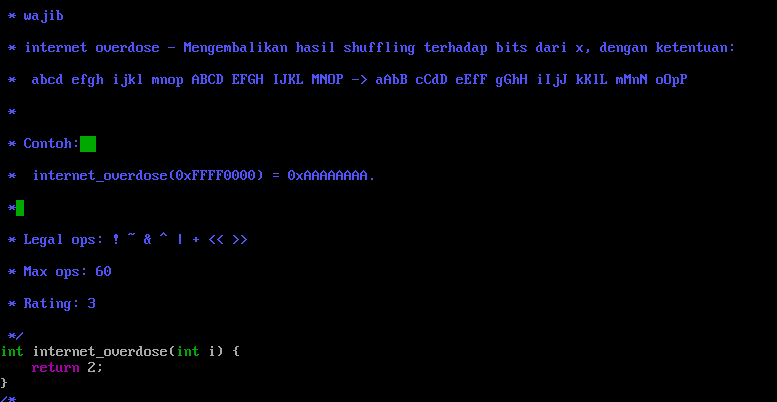 * wajib
* internet overdose - Mengembalikan hasil shuffling terhadap bits dari x, dengan ketentuan:
* abcd efgh ijkl mnop ABCD EFGH IJKL MNOP -> aAbB cCdD eEfF gGhH iIjJ kKlL mMnN oOpP
*
* Contoh:
* internet_overdose(0xFFFF0000) = 0xAAAAAAAA.
*
* Legal ops: ! ~ & ^ | + << >>
* Max ops: 60
* Rating: 3
*/
int internet_overdose(int i) {
    return 2;
}
/*